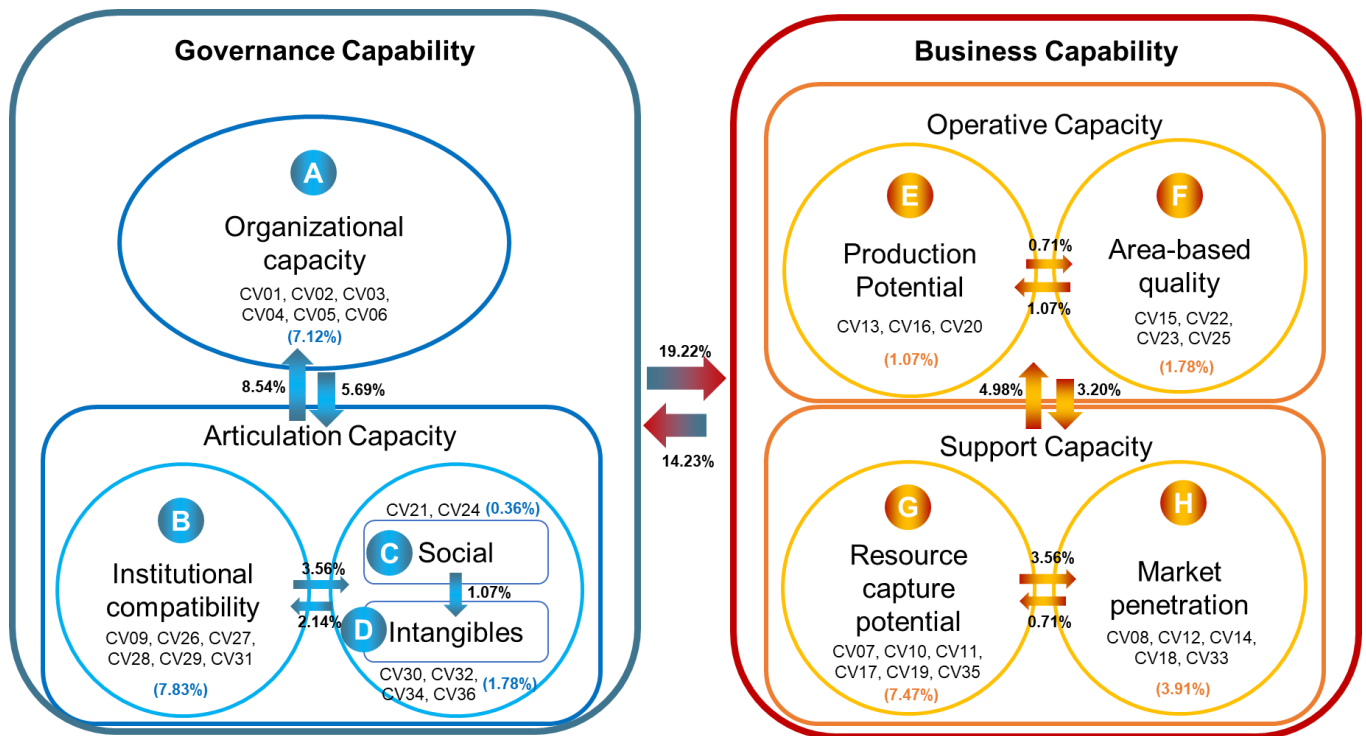 Governance Capability
A
Organizational
capacity
CV01, CV02, CV03,
CV04, CV05, CV06
(7.12%)
8.54%
5.69%
Articulation Capacity
B
Institutional
compatibility
CV09, CV26, CV27,
CV28, CV29, CV31
(7.83%)
3.56%
2.14%
CV21, CV24 (0.36%)
C
Social
1.07%
D
Intangibles
CV30, CV32,
CV34, CV36
(1.78%)
19.22%
14.23%
Business Capability
Operative Capacity
E
Production
Potential
CV13, CV16, CV20
(1.07%)
0.71%
1.07%
F
Area-based
quality
CV15, CV22,
CV23, CV25
(1.78%)
4.98%
3.20%
Support Capacity
G
Resource
capture
potential
CV07, CV10, CV11,
CV17, CV19, CV35
(7.47%)
3.56%
0.71%
H
Market
penetration
CV08, CV12, CV14,
CV18, CV33
(3.91%)